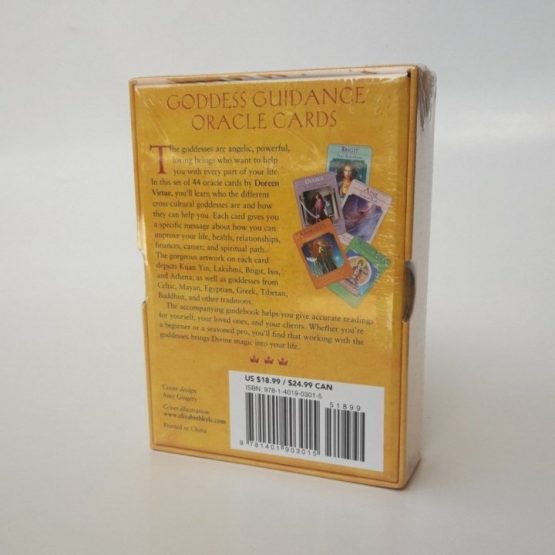 GODDESS GUIDANCE
ORACLE CARDS
The goddesses are angelic, powerful,
loving beings who want to help
you with every part of your life.
In this set of 44 oracle cards by Doreen
Virtue, you'll learn who the different
cross-cultural goddesses are and how
they can help you. Each card gives you
a specific message about how you can
improve your life, health, relationships,
finances, career, and spiritual path.
The gorgeous artwork on each card
depicts Kuan Yin, Lakshmi, Brigit, Isis,
and Athena; as well as goddesses from
Celtic, Mayan, Egyptian, Greek, Tibetan,
Buddhist, and other traditions.
The accompanying guidebook helps you give accurate readings
for yourself, your loved ones, and your clients. Whether you're
a beginner or a seasoned pro, you'll find that working with the
goddesses brings Divine magic into your life.
BRIGIT
DIANA
Cover design:
Amy Gingery
Cover illustration:
Printed in China
US $18.99 / $24.99 CAN
ISBN: 978-1-4019-0301-5
51899
9 781401 903015